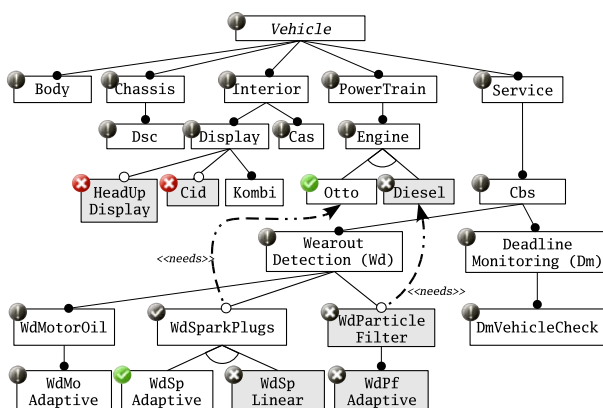 Vehicle
Body
Chassis
Interior
PowerTrain
Service
Dsc
Display
Cas
Engine
HeadUp
Display
Cid
Kombi
Otto
Diesel
Cbs
<<needs>>
Wearout
Detection (Wd)
Deadline
Monitoring (Dm)
<<needs>>
WdMotorOil
WdSparkPlugs
WdParticle
Filter
DmVehicleCheck
WdMo
Adaptive
WdSp
Adaptive
WdSp
Linear
WdPf
Adaptive